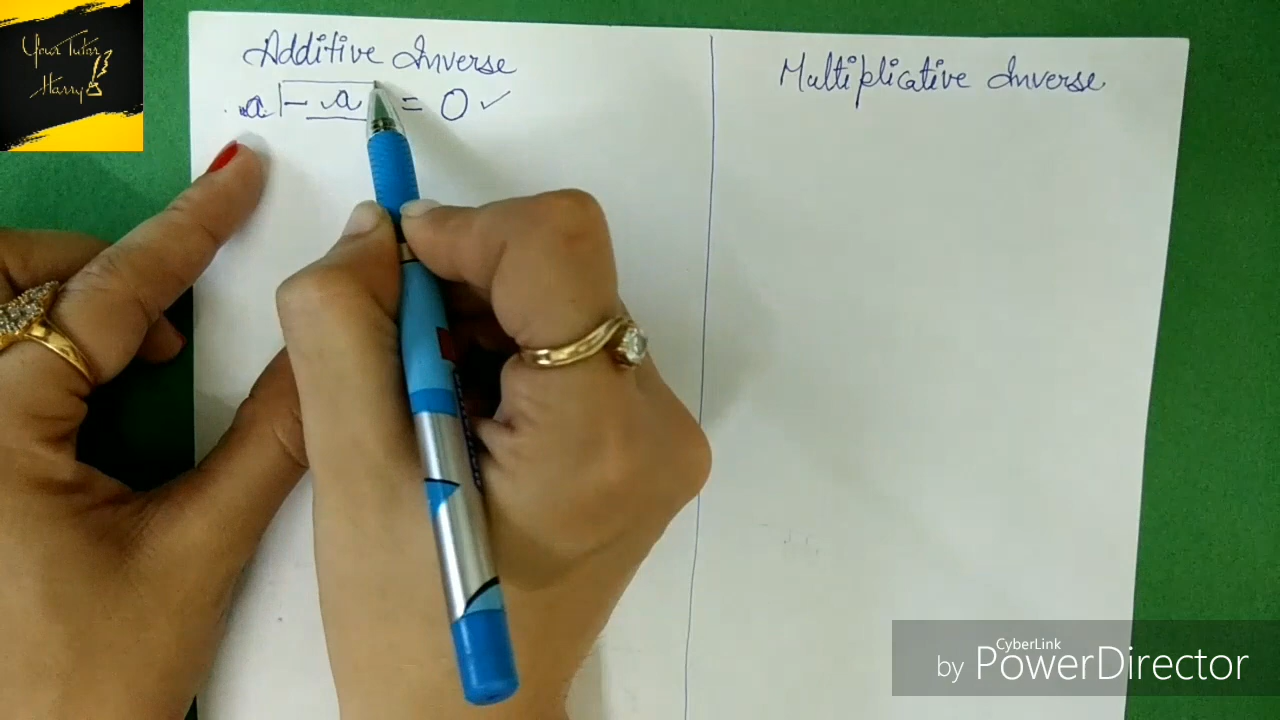 Your Tutor
Harry
Additive Inverse
a - a = 0 ✓
Multiplicative Inverse
CyberLink
by PowerDirector